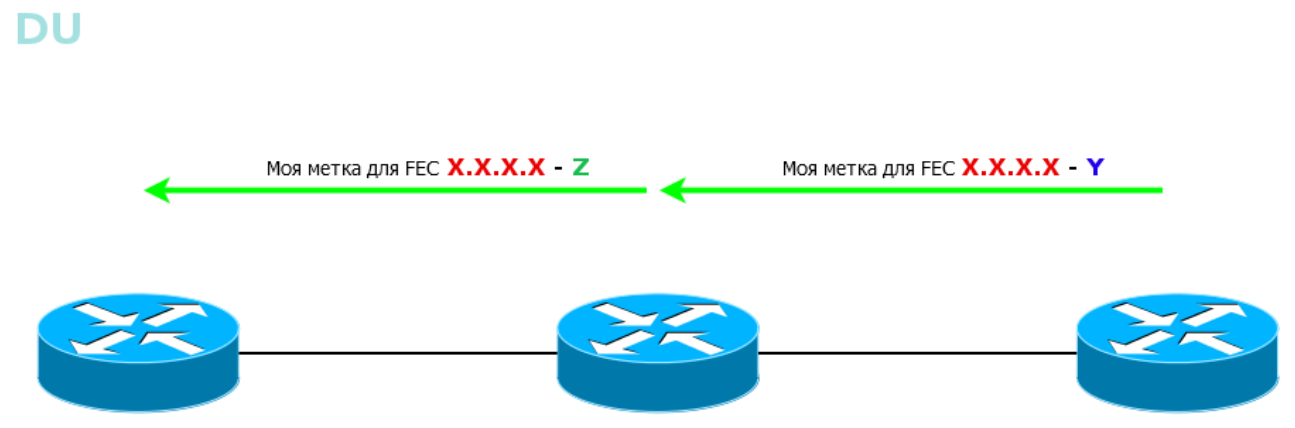 DU
Моя метка для FEC X.X.X.X - Z
Моя метка для FEC X.X.X.X - Y